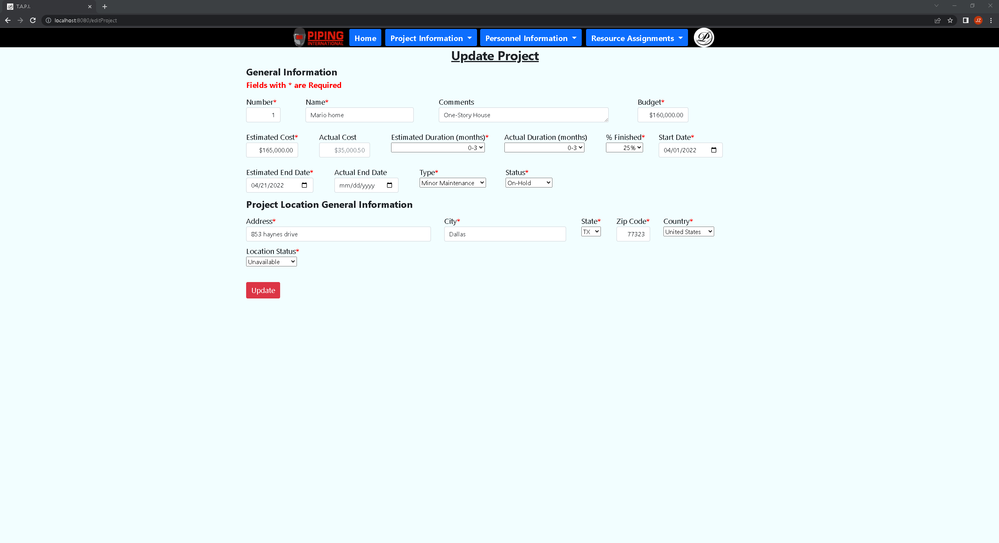 T.A.P.I.
localhost:8080/editProject
JZ
PIPING
INTERNATIONAL
Home Project Information Personnel Information Resource Assignments
Update Project
General Information
Fields with * are Required
Number* Name* Comments Budget*
1 Mario home One-Story House $160,000.00
Estimated Cost* Actual Cost Estimated Duration (months)* Actual Duration (months) % Finished* Start Date*
$165,000.00 $35,000.50 0-3 0-3 25% 04/01/2022
Estimated End Date* Actual End Date Type* Status*
04/21/2022 mm/dd/yyyy Minor Maintenance On-Hold
Project Location General Information
Address* City* State* Zip Code* Country*
853 haynes drive Dallas TX 77323 United States
Location Status*
Unavailable
Update